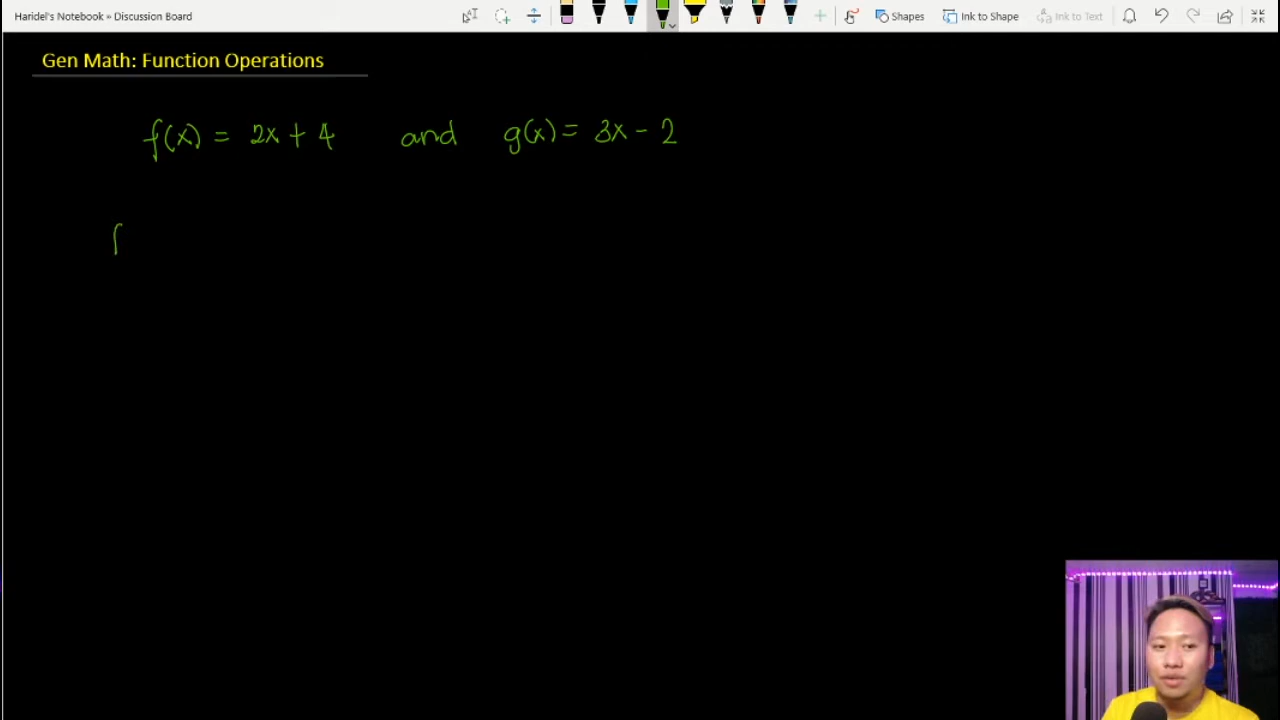 Haridel's Notebook » Discussion Board
Shapes Ink to Shape Ink to Text
Gen Math: Function Operations
f(x) = 2x + 4 and g(x) = 3x - 2